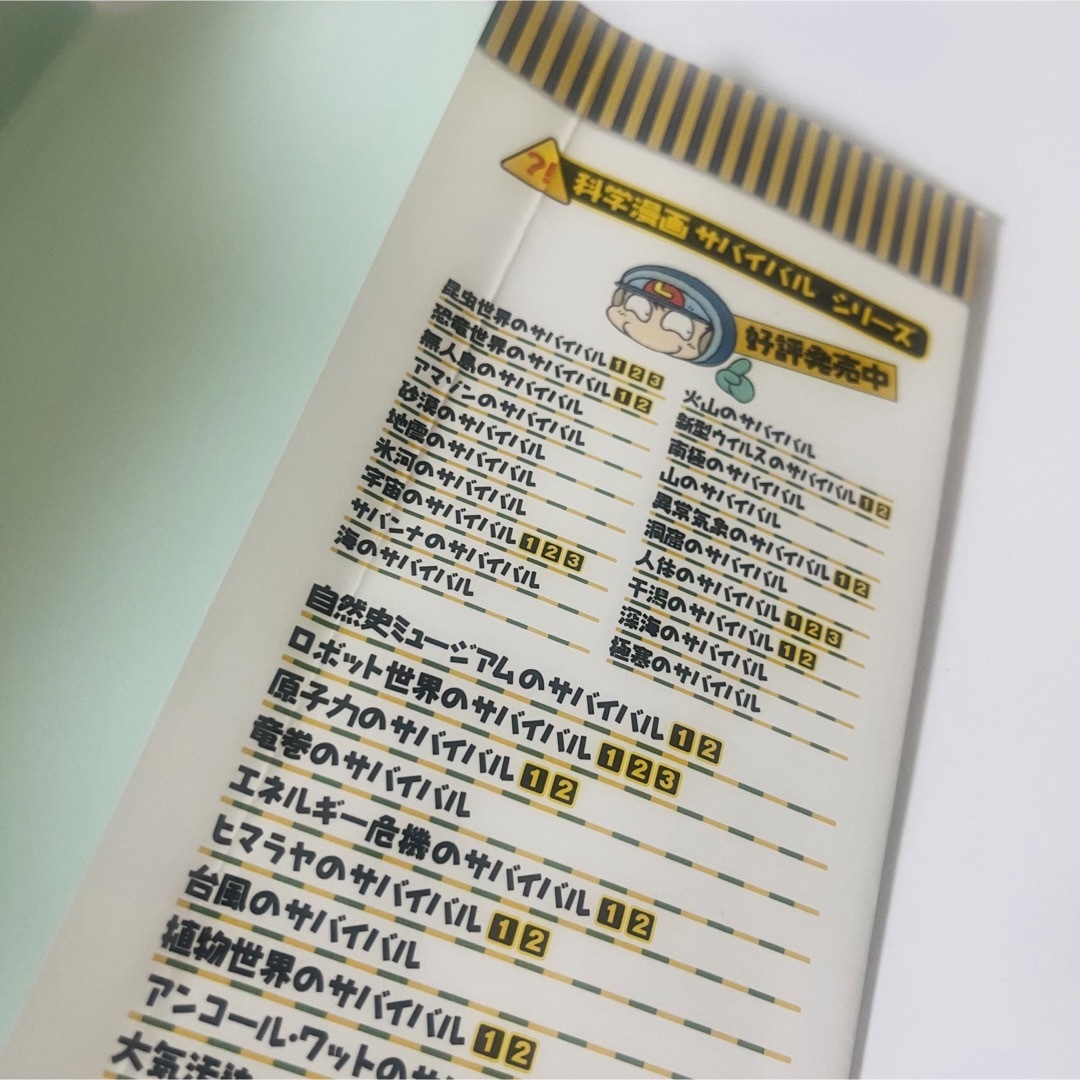 ?!
科学漫画 サバイバル シリーズ
好評発売中
昆虫世界のサバイバル 1 2 3
恐竜世界のサバイバル 1 2
無人島のサバイバル
アマゾンのサバイバル
砂漠のサバイバル
地震のサバイバル
氷河のサバイバル
宇宙のサバイバル 1 2 3
サバンナのサバイバル
海のサバイバル
火山のサバイバル
新型ウイルスのサバイバル 1 2
南極のサバイバル
山のサバイバル
異常気象のサバイバル 1 2
洞窟のサバイバル
人体のサバイバル 1 2 3
干潟のサバイバル 1 2
深海のサバイバル
極寒のサバイバル
自然史ミュージアムのサバイバル 1 2
ロボット世界のサバイバル 1 2 3
原子力のサバイバル 1 2
竜巻のサバイバル
エネルギー危機のサバイバル 1 2
ヒマラヤのサバイバル 1 2
台風のサバイバル
植物世界のサバイバル 1 2
アンコール・ワットのサ
大気汚染